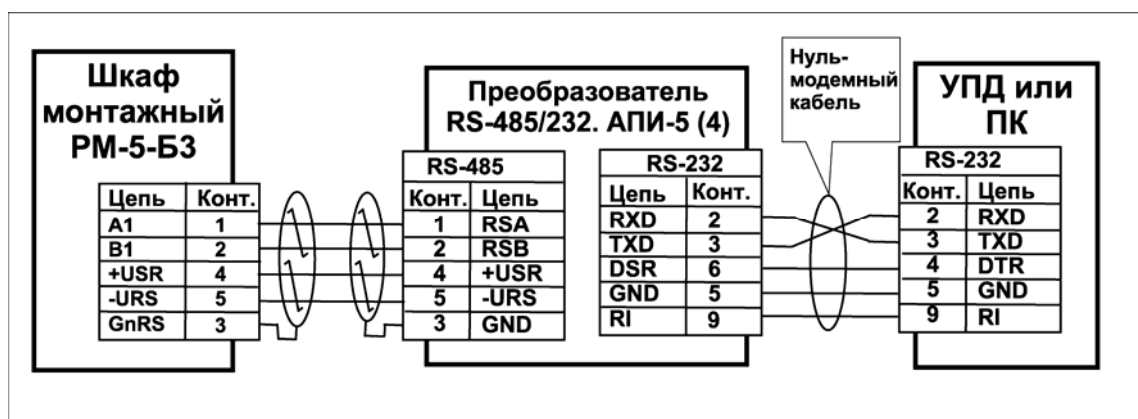 Шкаф
монтажный
РМ-5-БЗ
Цепь Конт.
A1 1
B1 2
+USR 4
-URS 5
GnRS 3
Преобразователь
RS-485/232. АПИ-5 (4)
RS-485
Конт. Цепь
1 RSA
2 RSB
4 +USR
5 -URS
3 GND
RS-232
Цепь Конт.
RXD 2
TXD 3
DSR 6
GND 5
RI 9
Нуль-
модемный
кабель
УПД или
ПК
RS-232
Конт. Цепь
2 RXD
3 TXD
4 DTR
5 GND
9 RI